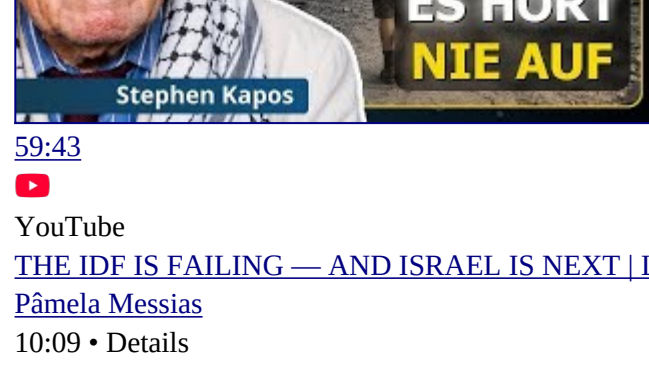 ES HÖRT
NIE AUF
Stephen Kapos
59:43
YouTube
THE IDF IS FAILING — AND ISRAEL IS NEXT |
Pâmela Messias
10:09 • Details